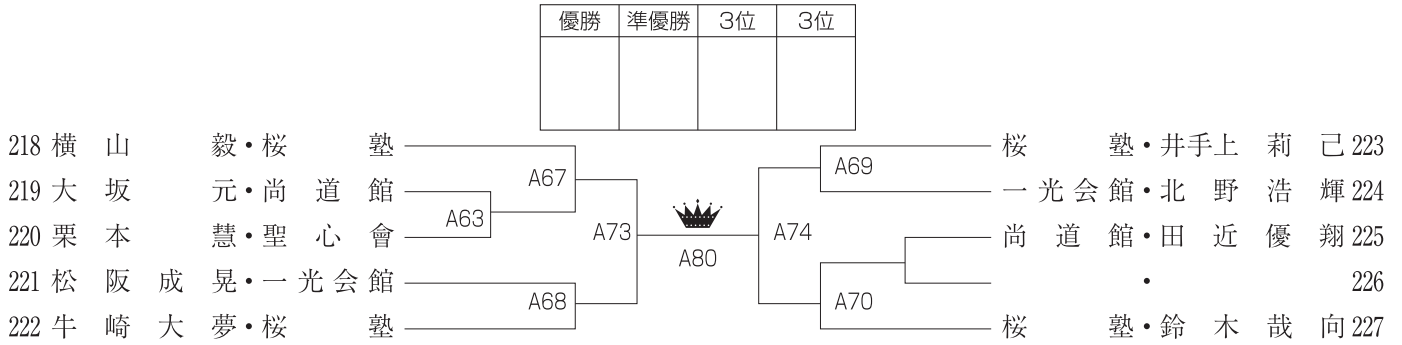 優勝 準優勝 3位 3位
218 横山 毅・桜塾
219 大坂 元・尚道館
220 栗本 慧・聖心會
221 松阪成晃・一光会館
222 牛崎大夢・桜塾
A67
A63
A73
A68
A80
A69
A74
A70
桜塾・井手上 莉己 223
一光会館・北野浩輝 224
尚道館・田近優翔 225
・ 226
桜塾・鈴木哉向 227